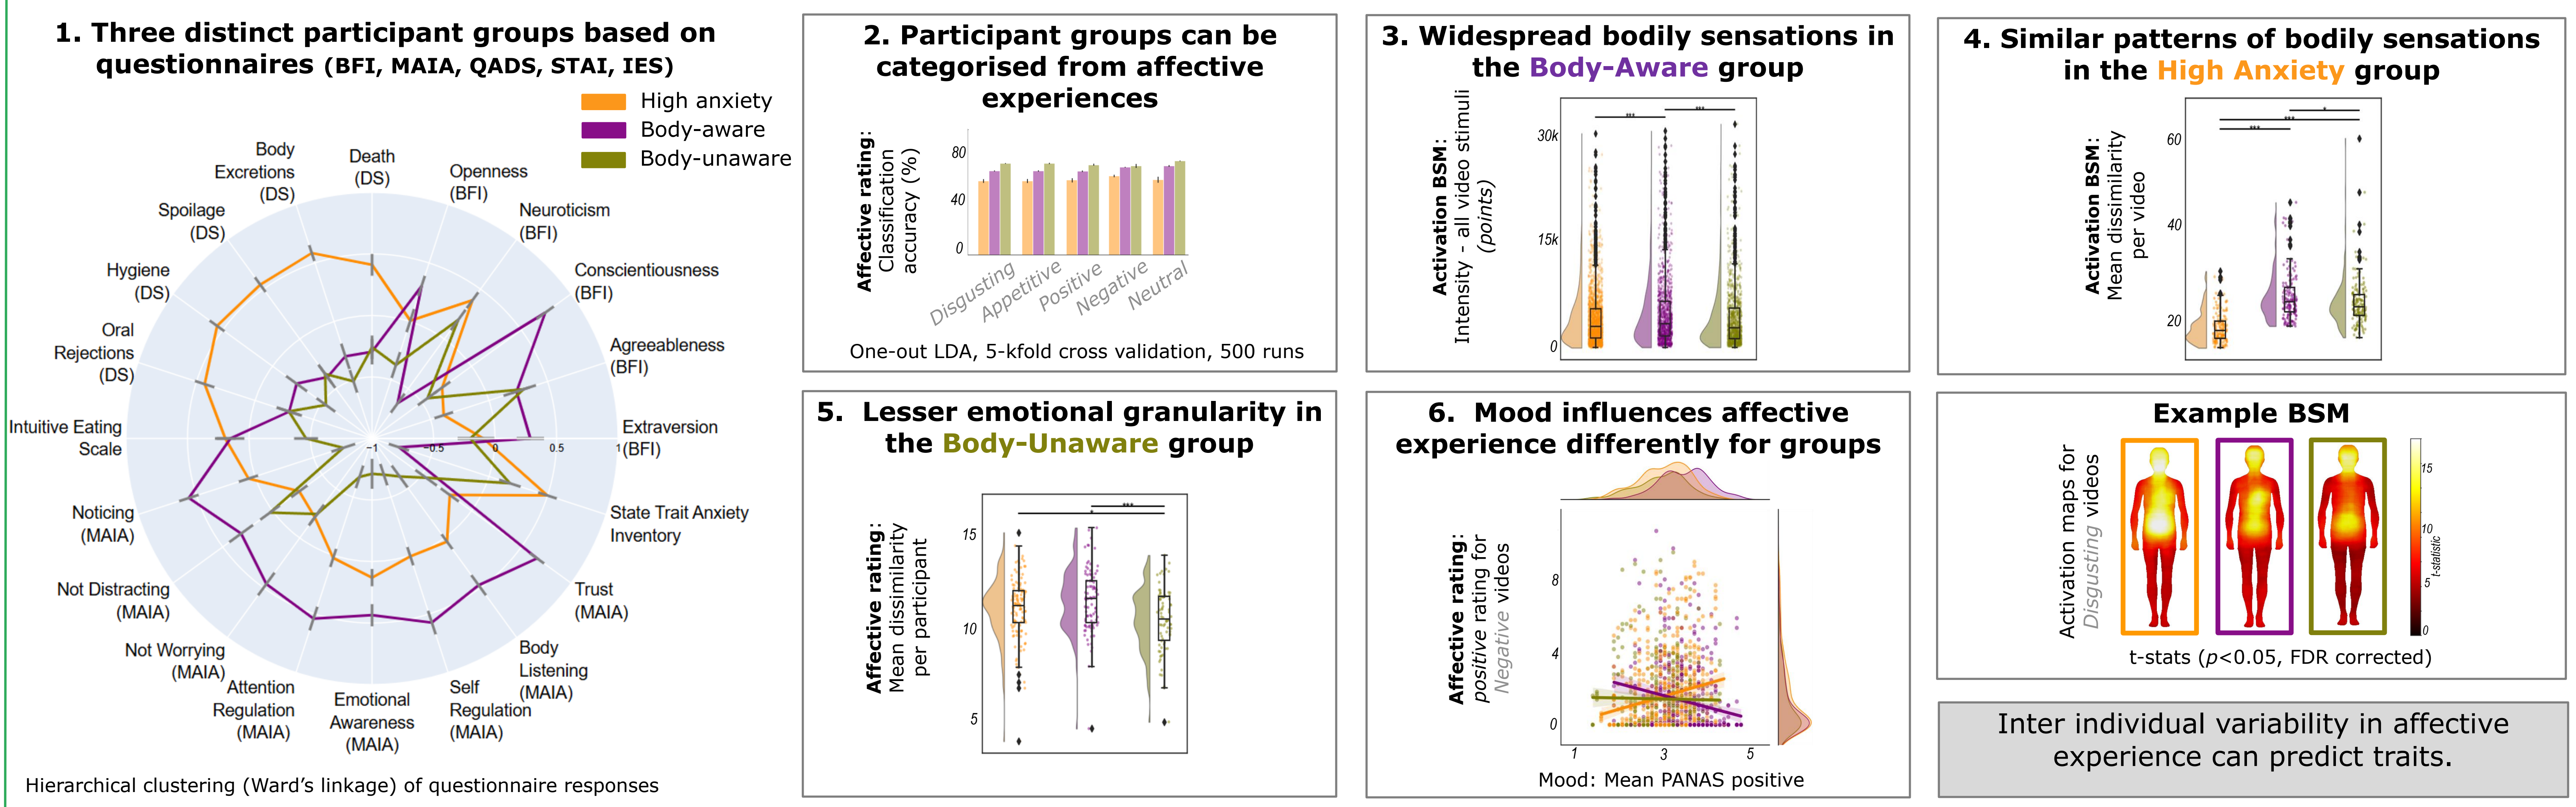 1. Three distinct participant groups based on
questionnaires (BFI, MAIA, QADS, STAI, IES)
High anxiety
Body-aware
Body-unaware
Death
(DS)
Openness
(BFI)
Neuroticism
(BFI)
Conscientiousness
(BFI)
Agreeableness
(BFI)
Extraversion
(BFI)
State Trait Anxiety
Inventory
Trust
(MAIA)
Body
Listening
(MAIA)
Self
Regulation
(MAIA)
Emotional
Awareness
(MAIA)
Attention
Regulation
(MAIA)
Not Worrying
(MAIA)
Not Distracting
(MAIA)
Noticing
(MAIA)
Intuitive Eating
Scale
Oral
Rejections
(DS)
Hygiene
(DS)
Spoilage
(DS)
Body
Excretions
(DS)
−1 −0.5 0 0.5 1
Hierarchical clustering (Ward's linkage) of questionnaire responses
2. Participant groups can be
categorised from affective
experiences
Affective rating:
Classification
accuracy (%)
80
40
0
Disgusting
Appetitive
Positive
Negative
Neutral
One-out LDA, 5-kfold cross validation, 500 runs
3. Widespread bodily sensations in
the Body-Aware group
Activation BSM:
Intensity - all video stimuli
(points)
30k
15k
0
***
***
4. Similar patterns of bodily sensations
in the High Anxiety group
Activation BSM:
Mean dissimilarity
per video
60
40
20
*
***
***
5. Lesser emotional granularity in
the Body-Unaware group
Affective rating:
Mean dissimilarity
per participant
15
10
5
***
*
6. Mood influences affective
experience differently for groups
Affective rating:
positive rating for
Negative videos
8
4
0
1 3 5
Mood: Mean PANAS positive
Example BSM
Activation maps for
Disgusting videos
15
10
5
0
t-statistic
t-stats (p<0.05, FDR corrected)
Inter individual variability in affective
experience can predict traits.